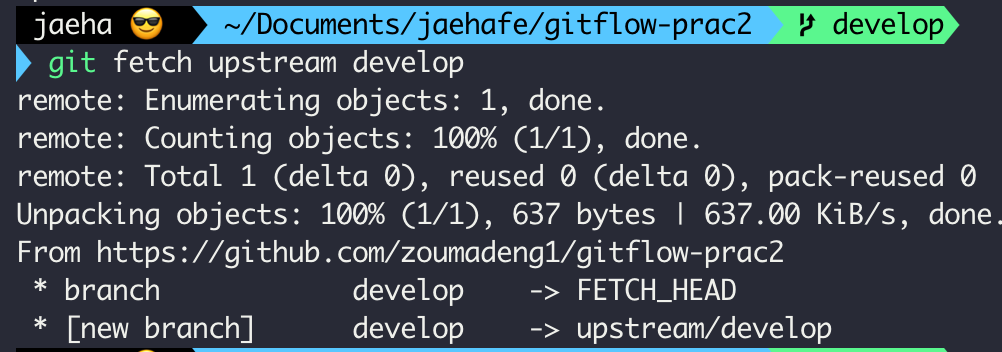 jaeha 😎 ~/Documents/jaehafe/gitflow-prac2 develop
git fetch upstream develop
remote: Enumerating objects: 1, done.
remote: Counting objects: 100% (1/1), done.
remote: Total 1 (delta 0), reused 0 (delta 0), pack-reused 0
Unpacking objects: 100% (1/1), 637 bytes | 637.00 KiB/s, done.
From https://github.com/zoumadeng1/gitflow-prac2
 * branch            develop    -> FETCH_HEAD
 * [new branch]      develop    -> upstream/develop